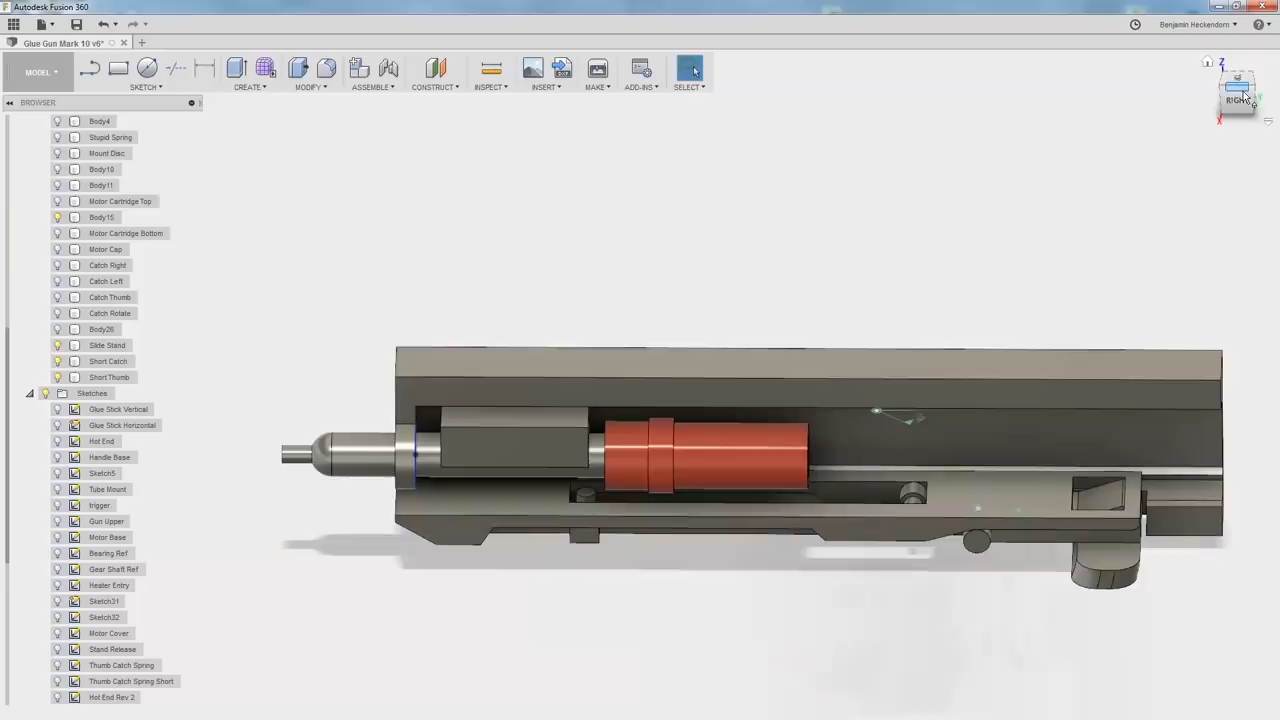 Autodesk Fusion 360
Benjamin Heckendorn
Glue Gun Mark 10 v6*
MODEL
SKETCH
CREATE
MODIFY
ASSEMBLE
CONSTRUCT
INSPECT
INSERT
MAKE
ADD-INS
SELECT
Z
RIGHT
X
Y
BROWSER
Body4
Stupid Spring
Mount Disc
Body10
Body11
Motor Cartridge Top
Body15
Motor Cartridge Bottom
Motor Cap
Catch Right
Catch Left
Catch Thumb
Catch Rotate
Body26
Slide Stand
Short Catch
Short Thumb
Sketches
Glue Stick Vertical
Glue Stick Horizontal
Hot End
Handle Base
Sketch5
Tube Mount
trigger
Gun Upper
Motor Base
Bearing Ref
Gear Shaft Ref
Heater Entry
Sketch31
Sketch32
Motor Cover
Stand Release
Thumb Catch Spring
Thumb Catch Spring Short
Hot End Rev 2